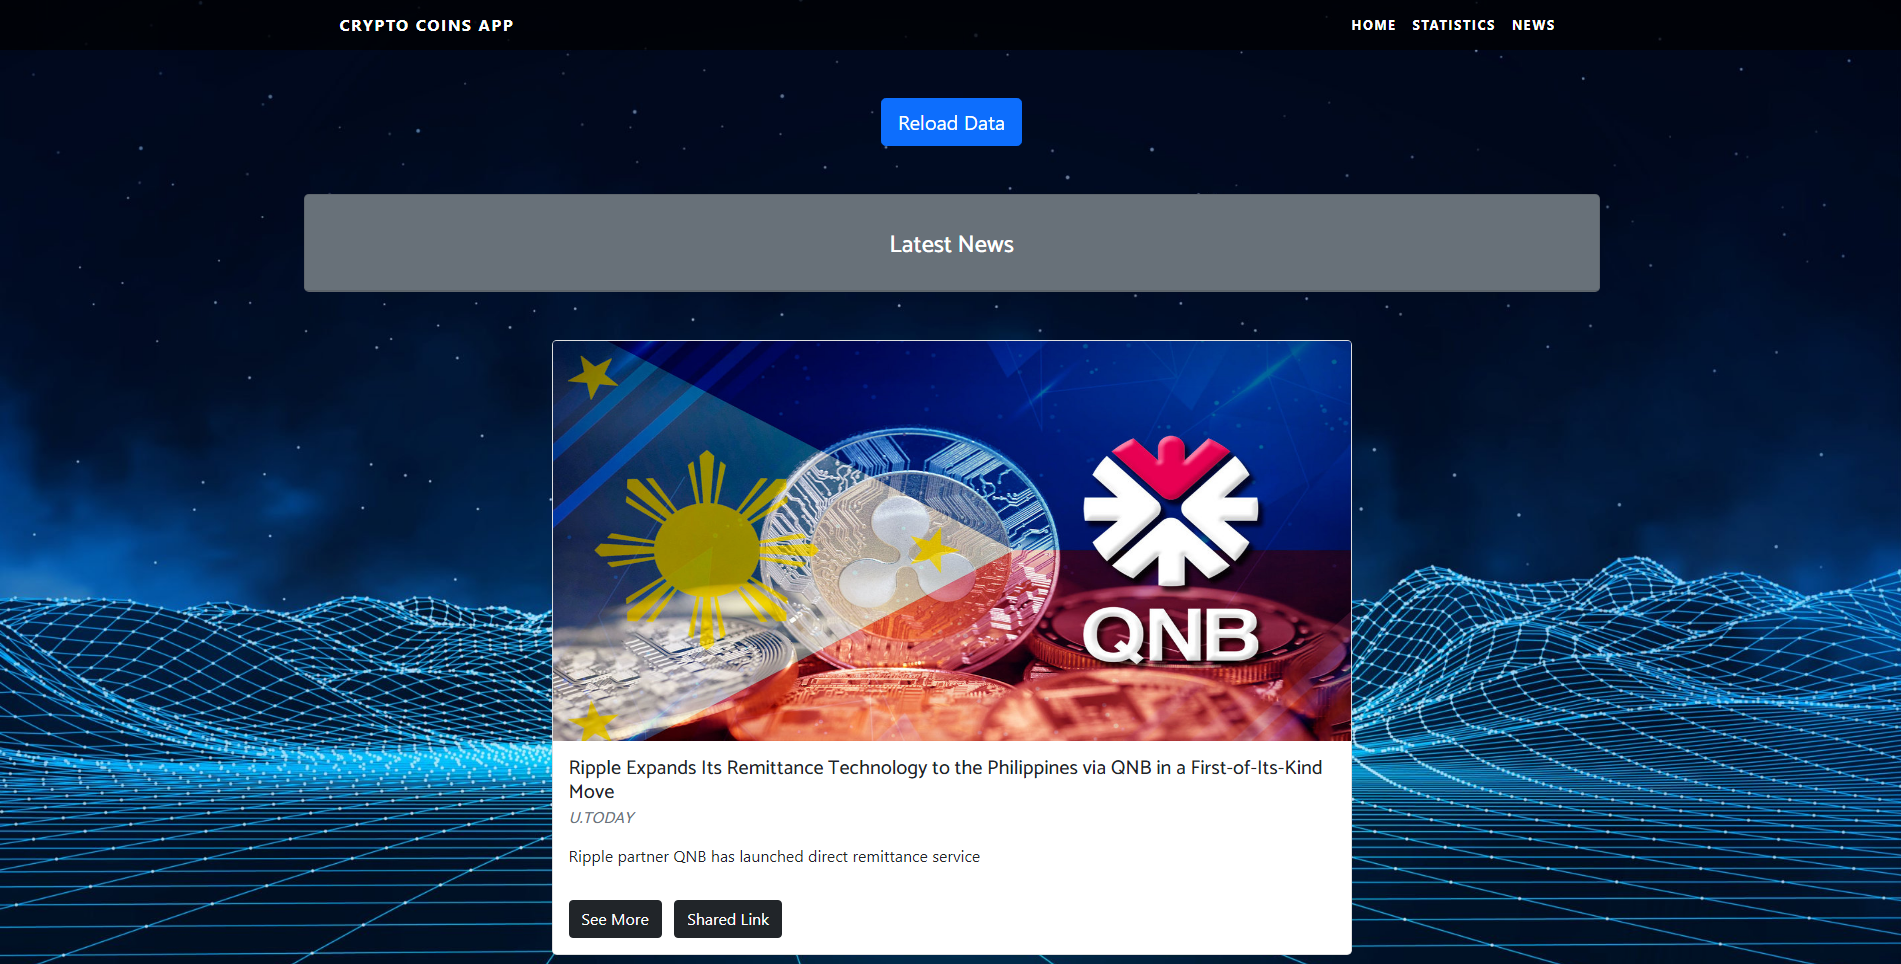 CRYPTO COINS APP
HOME STATISTICS NEWS
Reload Data
Latest News
QNB
Ripple Expands Its Remittance Technology to the Philippines via QNB in a First-of-Its-Kind
Move
U.TODAY
Ripple partner QNB has launched direct remittance service
See More Shared Link